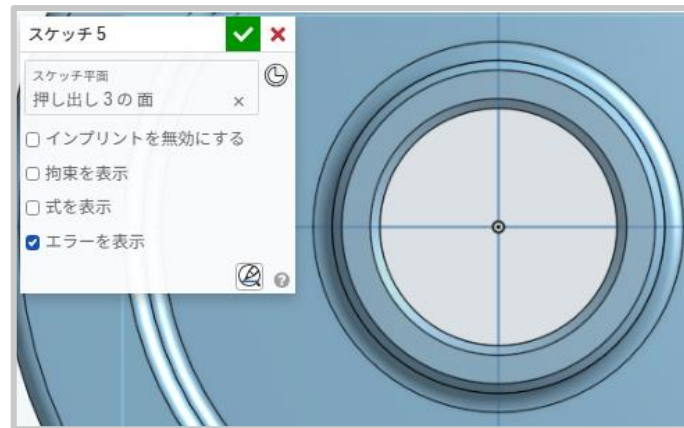 スケッチ 5
スケッチ平面
押し出し 3 の 面
インプリントを無効にする
拘束を表示
式を表示
エラーを表示